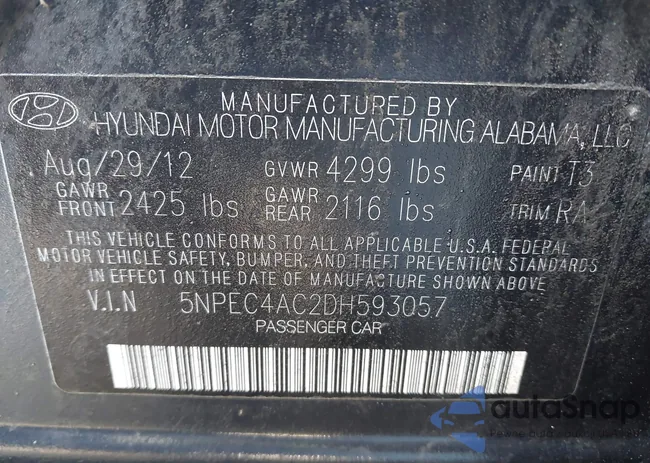 MANUFACTURED BY
HYUNDAI MOTOR MANUFACTURING ALABAMA, LLC
Aug/29/12 GVWR 4299 lbs PAINT T3
GAWR FRONT 2425 lbs GAWR REAR 2116 lbs TRIM RA
THIS VEHICLE CONFORMS TO ALL APPLICABLE U.S.A. FEDERAL
MOTOR VEHICLE SAFETY, BUMPER, AND THEFT PREVENTION STANDARDS
IN EFFECT ON THE DATE OF MANUFACTURE SHOWN ABOVE
V.I.N 5NPEC4AC2DH593057
PASSENGER CAR
autoSnap